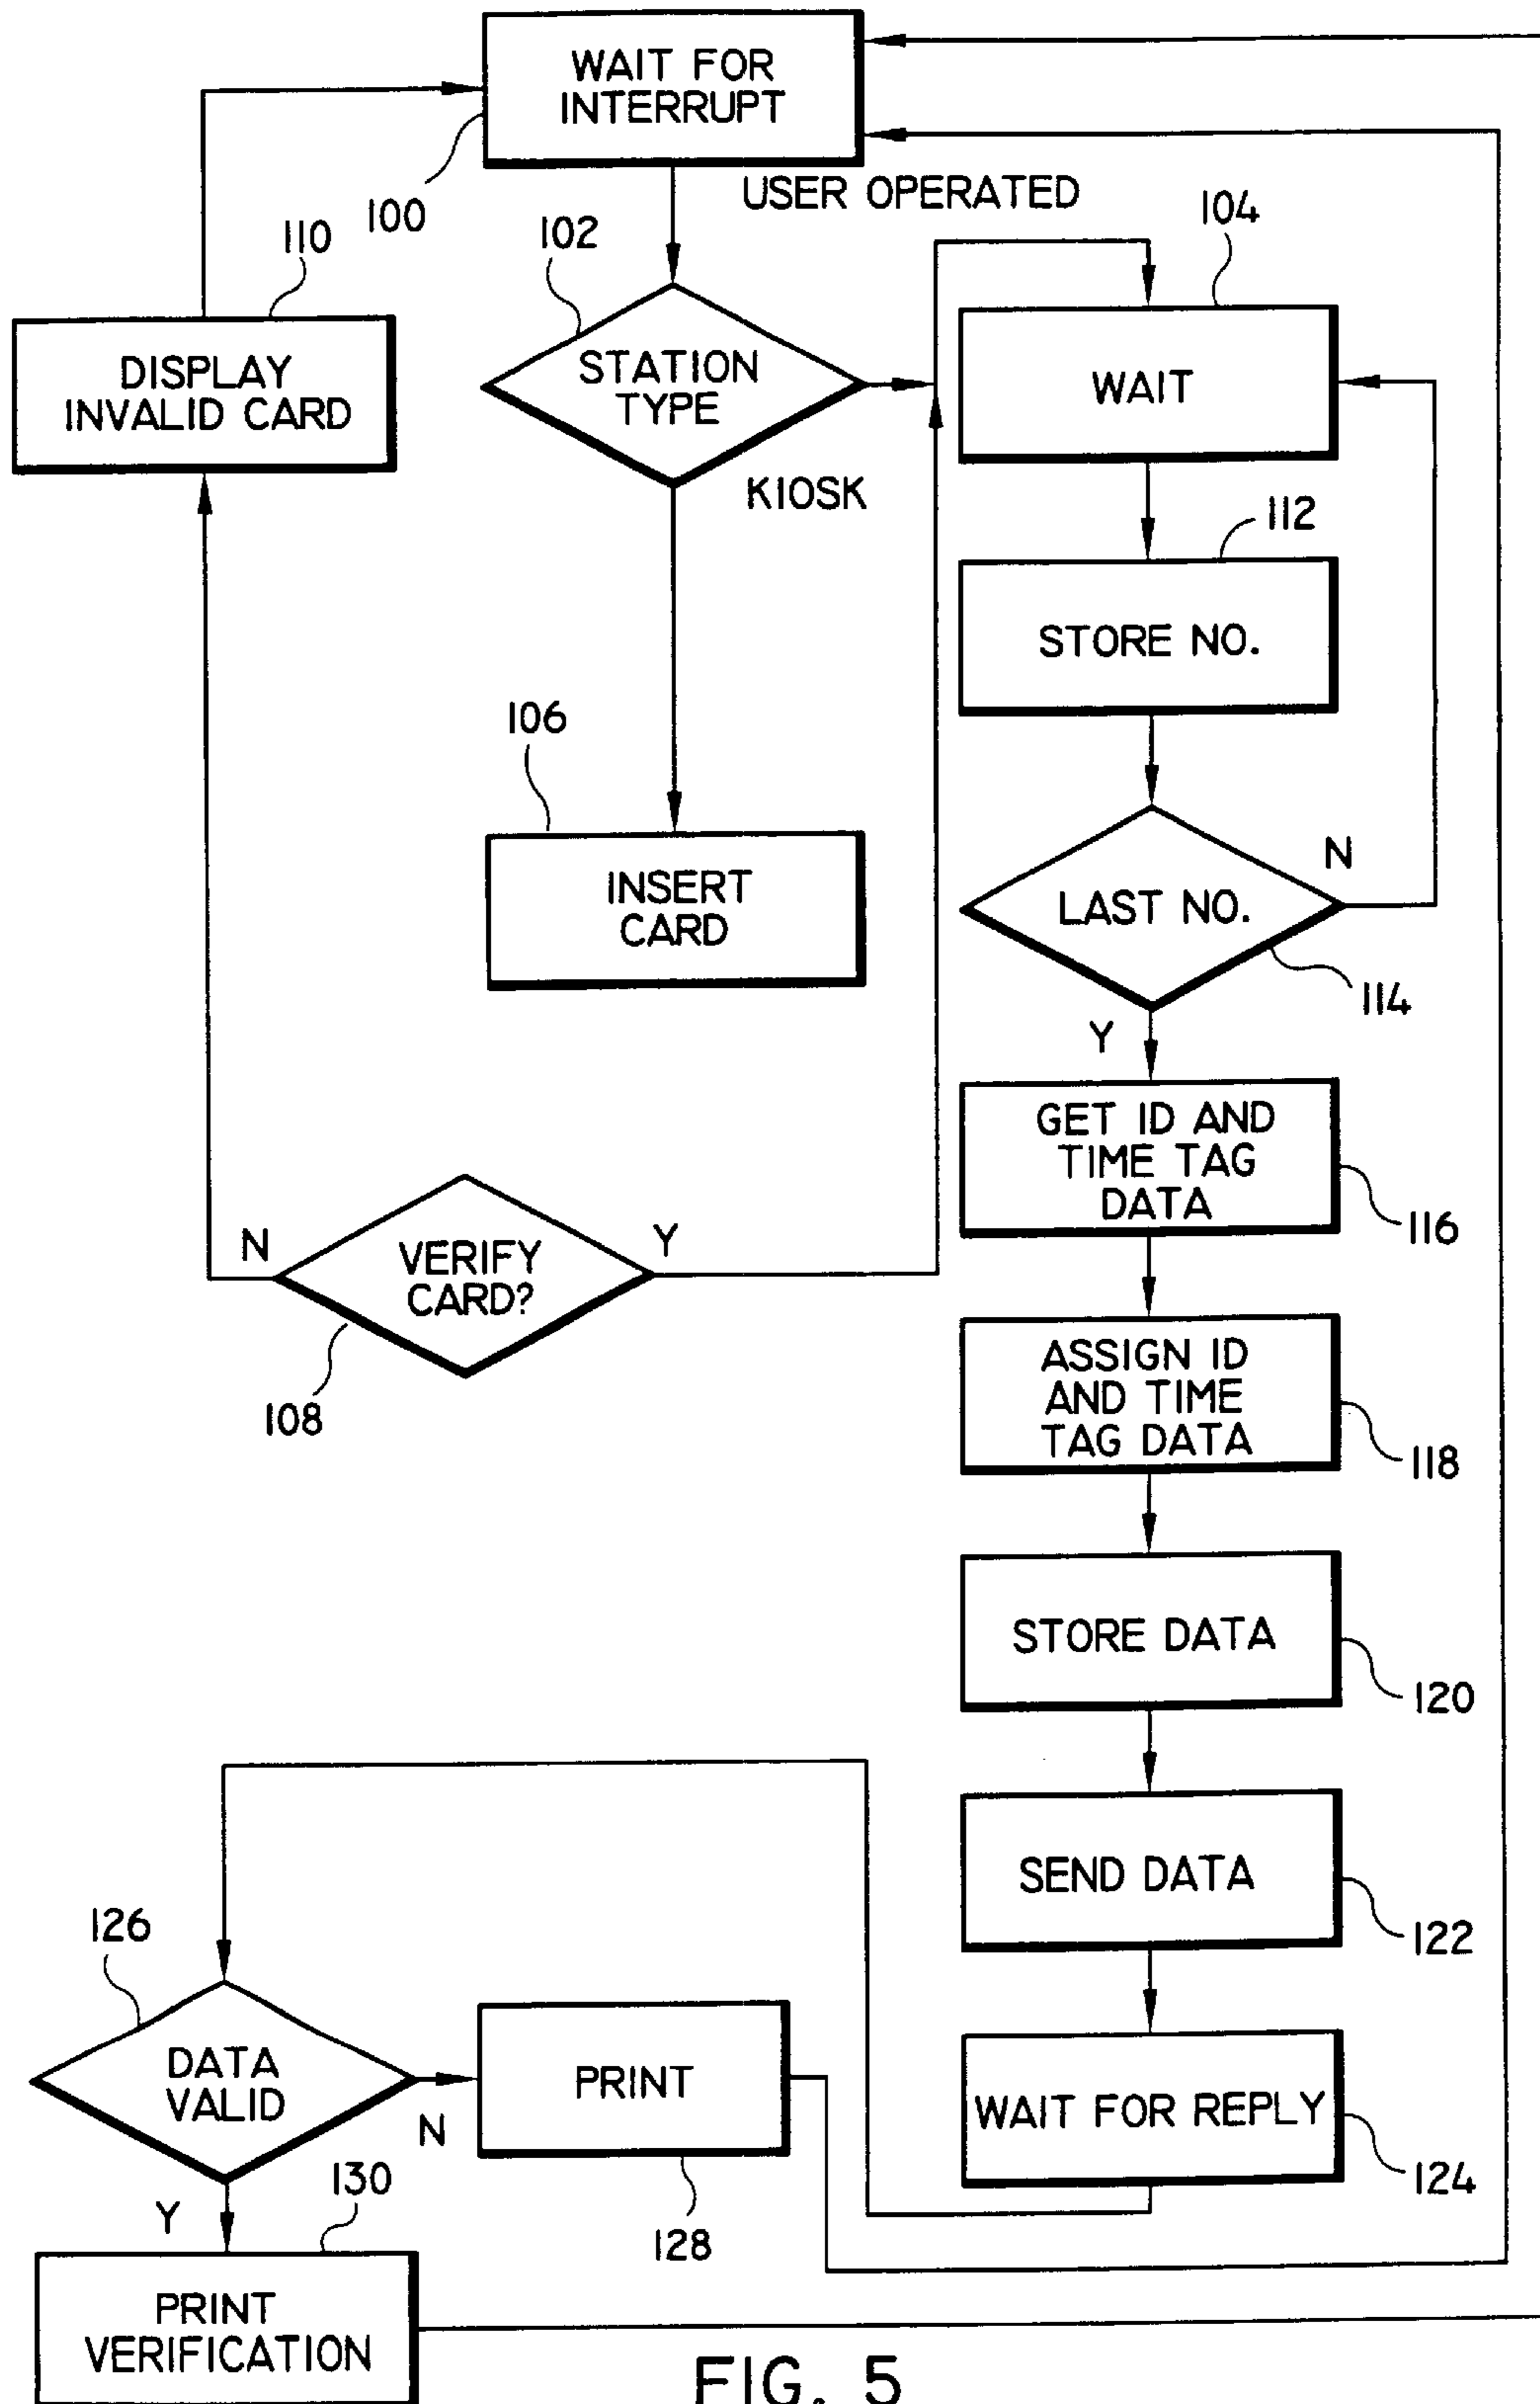 WAIT FOR
INTERRUPT
100
USER OPERATED
110
102
104
DISPLAY
INVALID CARD
STATION
TYPE
WAIT
KIOSK
112
STORE NO.
106
INSERT
CARD
N
LAST NO.
114
Y
GET ID AND
TIME TAG
DATA
116
N
VERIFY
CARD?
Y
108
ASSIGN ID
AND TIME
TAG DATA
118
STORE DATA
120
SEND DATA
122
126
DATA
VALID
N
PRINT
128
WAIT FOR REPLY
124
Y
130
PRINT
VERIFICATION
FIG. 5